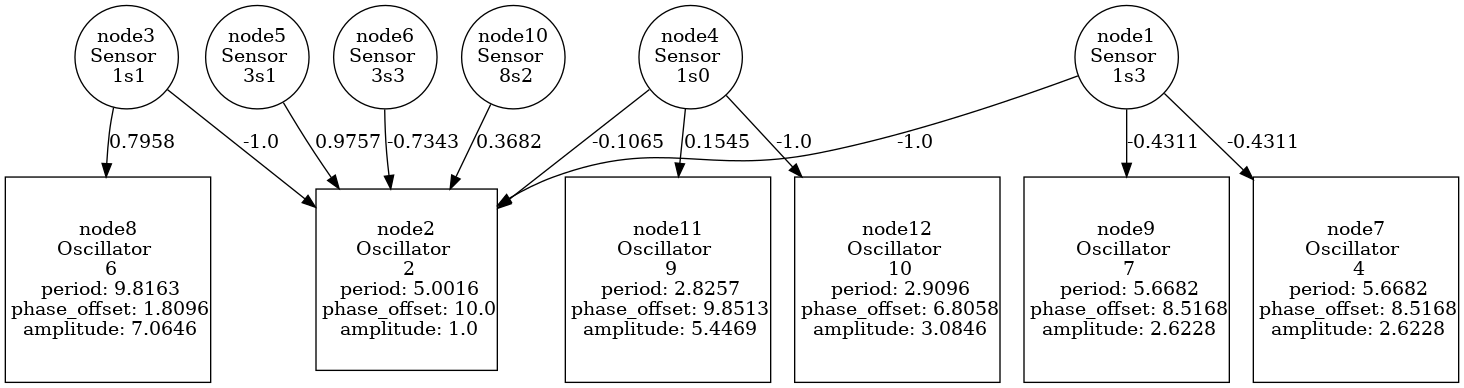 node3
Sensor
1s1
node5
Sensor
3s1
node6
Sensor
3s3
node10
Sensor
8s2
node4
Sensor
1s0
node1
Sensor
1s3
0.7958
-1.0
0.9757
-0.7343
0.3682
-0.1065
0.1545
-1.0
-1.0
-0.4311
-0.4311
node8
Oscillator
6
period: 9.8163
phase_offset: 1.8096
amplitude: 7.0646
node2
Oscillator
2
period: 5.0016
phase_offset: 10.0
amplitude: 1.0
node11
Oscillator
9
period: 2.8257
phase_offset: 9.8513
amplitude: 5.4469
node12
Oscillator
10
period: 2.9096
phase_offset: 6.8058
amplitude: 3.0846
node9
Oscillator
7
period: 5.6682
phase_offset: 8.5168
amplitude: 2.6228
node7
Oscillator
4
period: 5.6682
phase_offset: 8.5168
amplitude: 2.6228